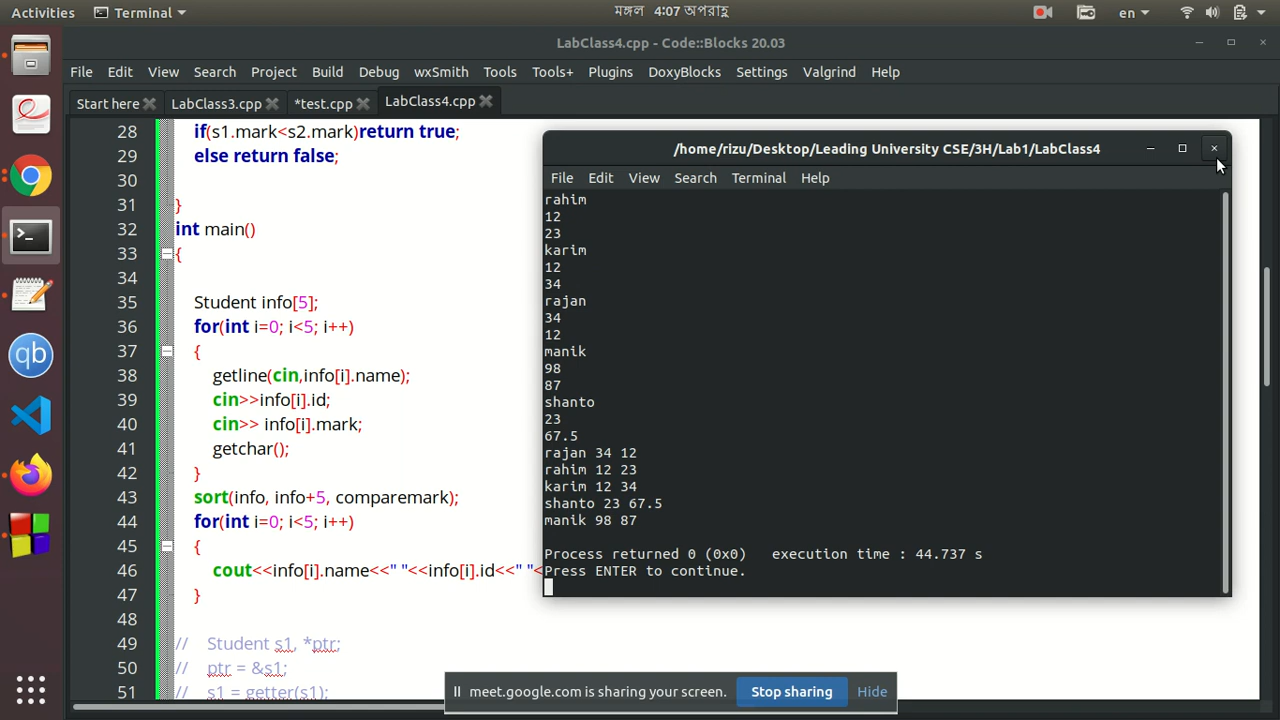 Activities Terminal মঙ্গল 4:07 অপরাহ্ণ en
LabClass4.cpp - Code::Blocks 20.03
File Edit View Search Project Build Debug wxSmith Tools Tools+ Plugins DoxyBlocks Settings Valgrind Help
Start here LabClass3.cpp *test.cpp LabClass4.cpp
28 if(s1.mark<s2.mark)return true;
29 else return false;
30
31 }
32 int main()
33 {
34
35 Student info[5];
36 for(int i=0; i<5; i++)
37 {
38 getline(cin,info[i].name);
39 cin>>info[i].id;
40 cin>> info[i].mark;
41 getchar();
42 }
43 sort(info, info+5, comparemark);
44 for(int i=0; i<5; i++)
45 {
46 cout<<info[i].name<<" "<<info[i].id<<" "<
47 }
48
49 // Student s1, *ptr;
50 // ptr = &s1;
51 // s1 = getter(s1);
/home/rizu/Desktop/Leading University CSE/3H/Lab1/LabClass4
File Edit View Search Terminal Help
rahim
12
23
karim
12
34
rajan
34
12
manik
98
87
shanto
23
67.5
rajan 34 12
rahim 12 23
karim 12 34
shanto 23 67.5
manik 98 87
Process returned 0 (0x0) execution time : 44.737 s
Press ENTER to continue.
qb
meet.google.com is sharing your screen. Stop sharing Hide